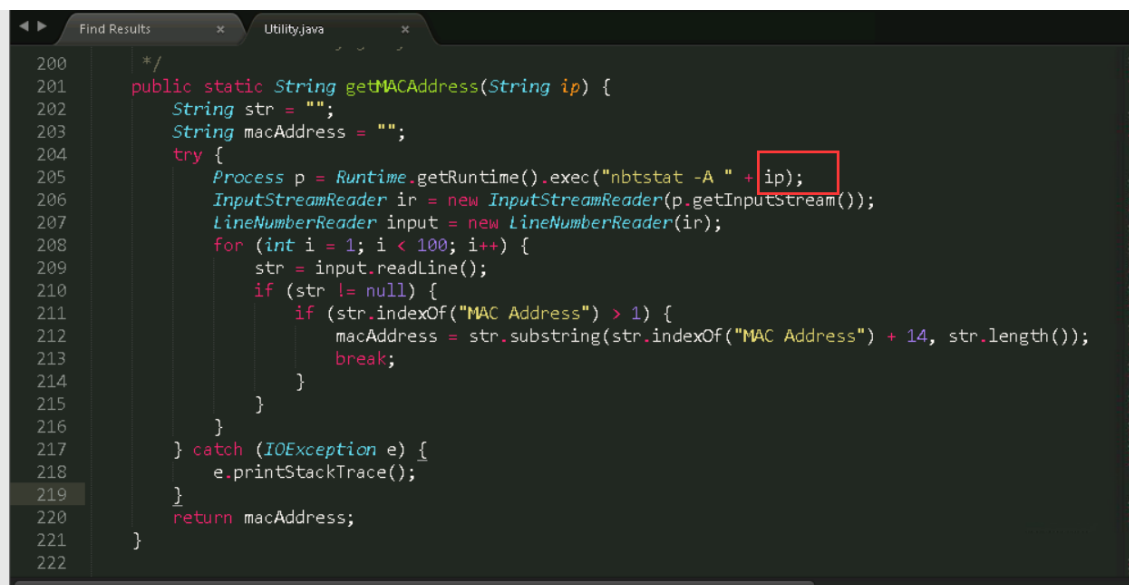 Find Results × Utility.java ×
200 */
201 public static String getMACAddress(String ip) {
202 String str = "";
203 String macAddress = "";
204 try {
205 Process p = Runtime.getRuntime().exec("nbtstat -A " + ip);
206 InputStreamReader ir = new InputStreamReader(p.getInputStream());
207 LineNumberReader input = new LineNumberReader(ir);
208 for (int i = 1; i < 100; i++) {
209 str = input.readLine();
210 if (str != null) {
211 if (str.indexOf("MAC Address") > 1) {
212 macAddress = str.substring(str.indexOf("MAC Address") + 14, str.length());
213 break;
214 }
215 }
216 }
217 } catch (IOException e) {
218 e.printStackTrace();
219 }
220 return macAddress;
221 }
222